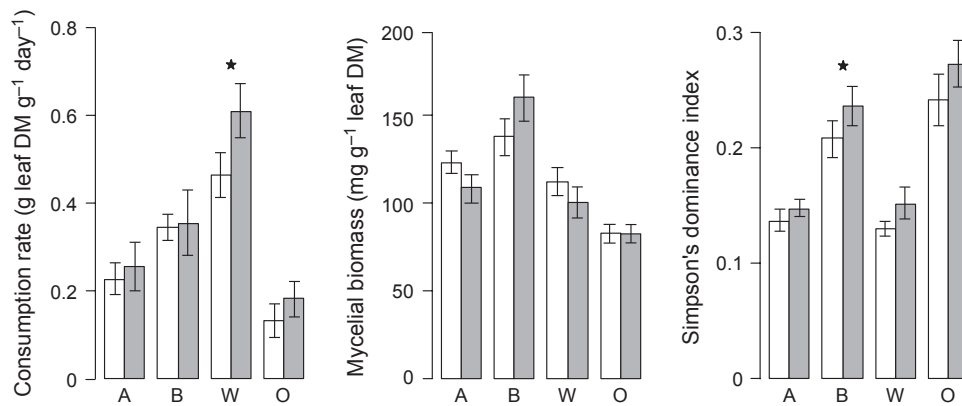 Consumption rate (g leaf DM g⁻¹ day⁻¹)
0.8
0.6
0.4
0.2
0
★
A B W O
Mycelial biomass (mg g⁻¹ leaf DM)
200
150
100
50
0
A B W O
Simpson's dominance index
0.3
0.2
0.1
0
★
A B W O